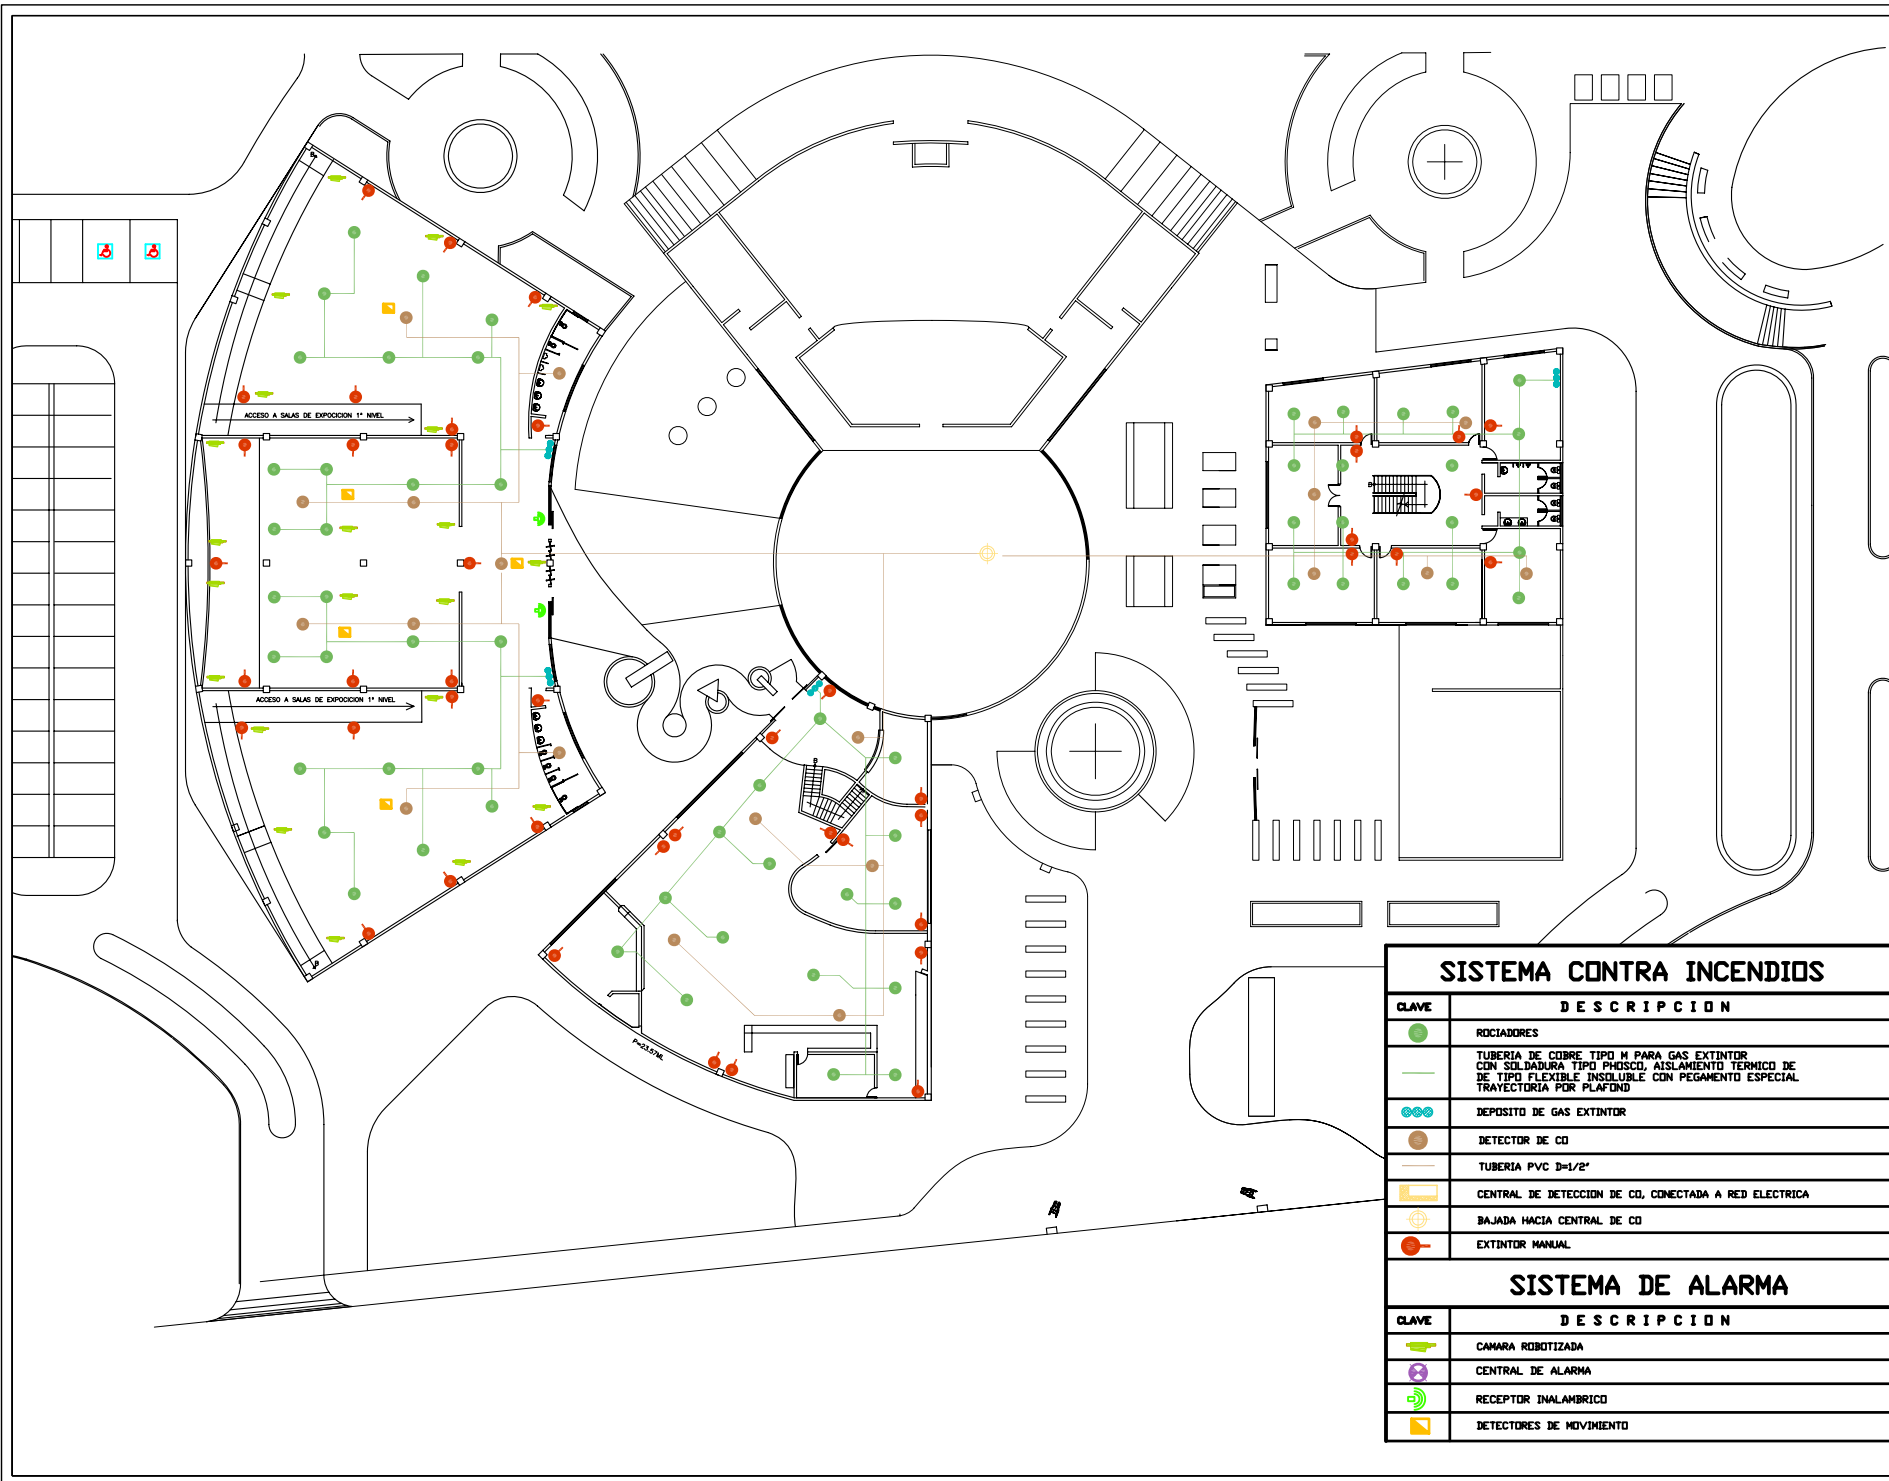 ACCESO A SALAS DE EXPOCICION 1° NIVEL
ACCESO A SALAS DE EXPOCICION 1° NIVEL
P=23.57ML
SISTEMA CONTRA INCENDIOS
CLAVE DESCRIPCION
ROCIADORES
TUBERIA DE COBRE TIPO M PARA GAS EXTINTOR
CON SOLDADURA TIPO PHOSCO, AISLAMIENTO TERMICO DE
DE TIPO FLEXIBLE INSOLUBLE CON PEGAMENTO ESPECIAL
TRAYECTORIA POR PLAFOND
DEPOSITO DE GAS EXTINTOR
DETECTOR DE CO
TUBERIA PVC D=1/2"
CENTRAL DE DETECCION DE CO, CONECTADA A RED ELECTRICA
BAJADA HACIA CENTRAL DE CO
EXTINTOR MANUAL
SISTEMA DE ALARMA
CLAVE DESCRIPCION
CAMARA ROBOTIZADA
CENTRAL DE ALARMA
RECEPTOR INALAMBRICO
DETECTORES DE MOVIMIENTO